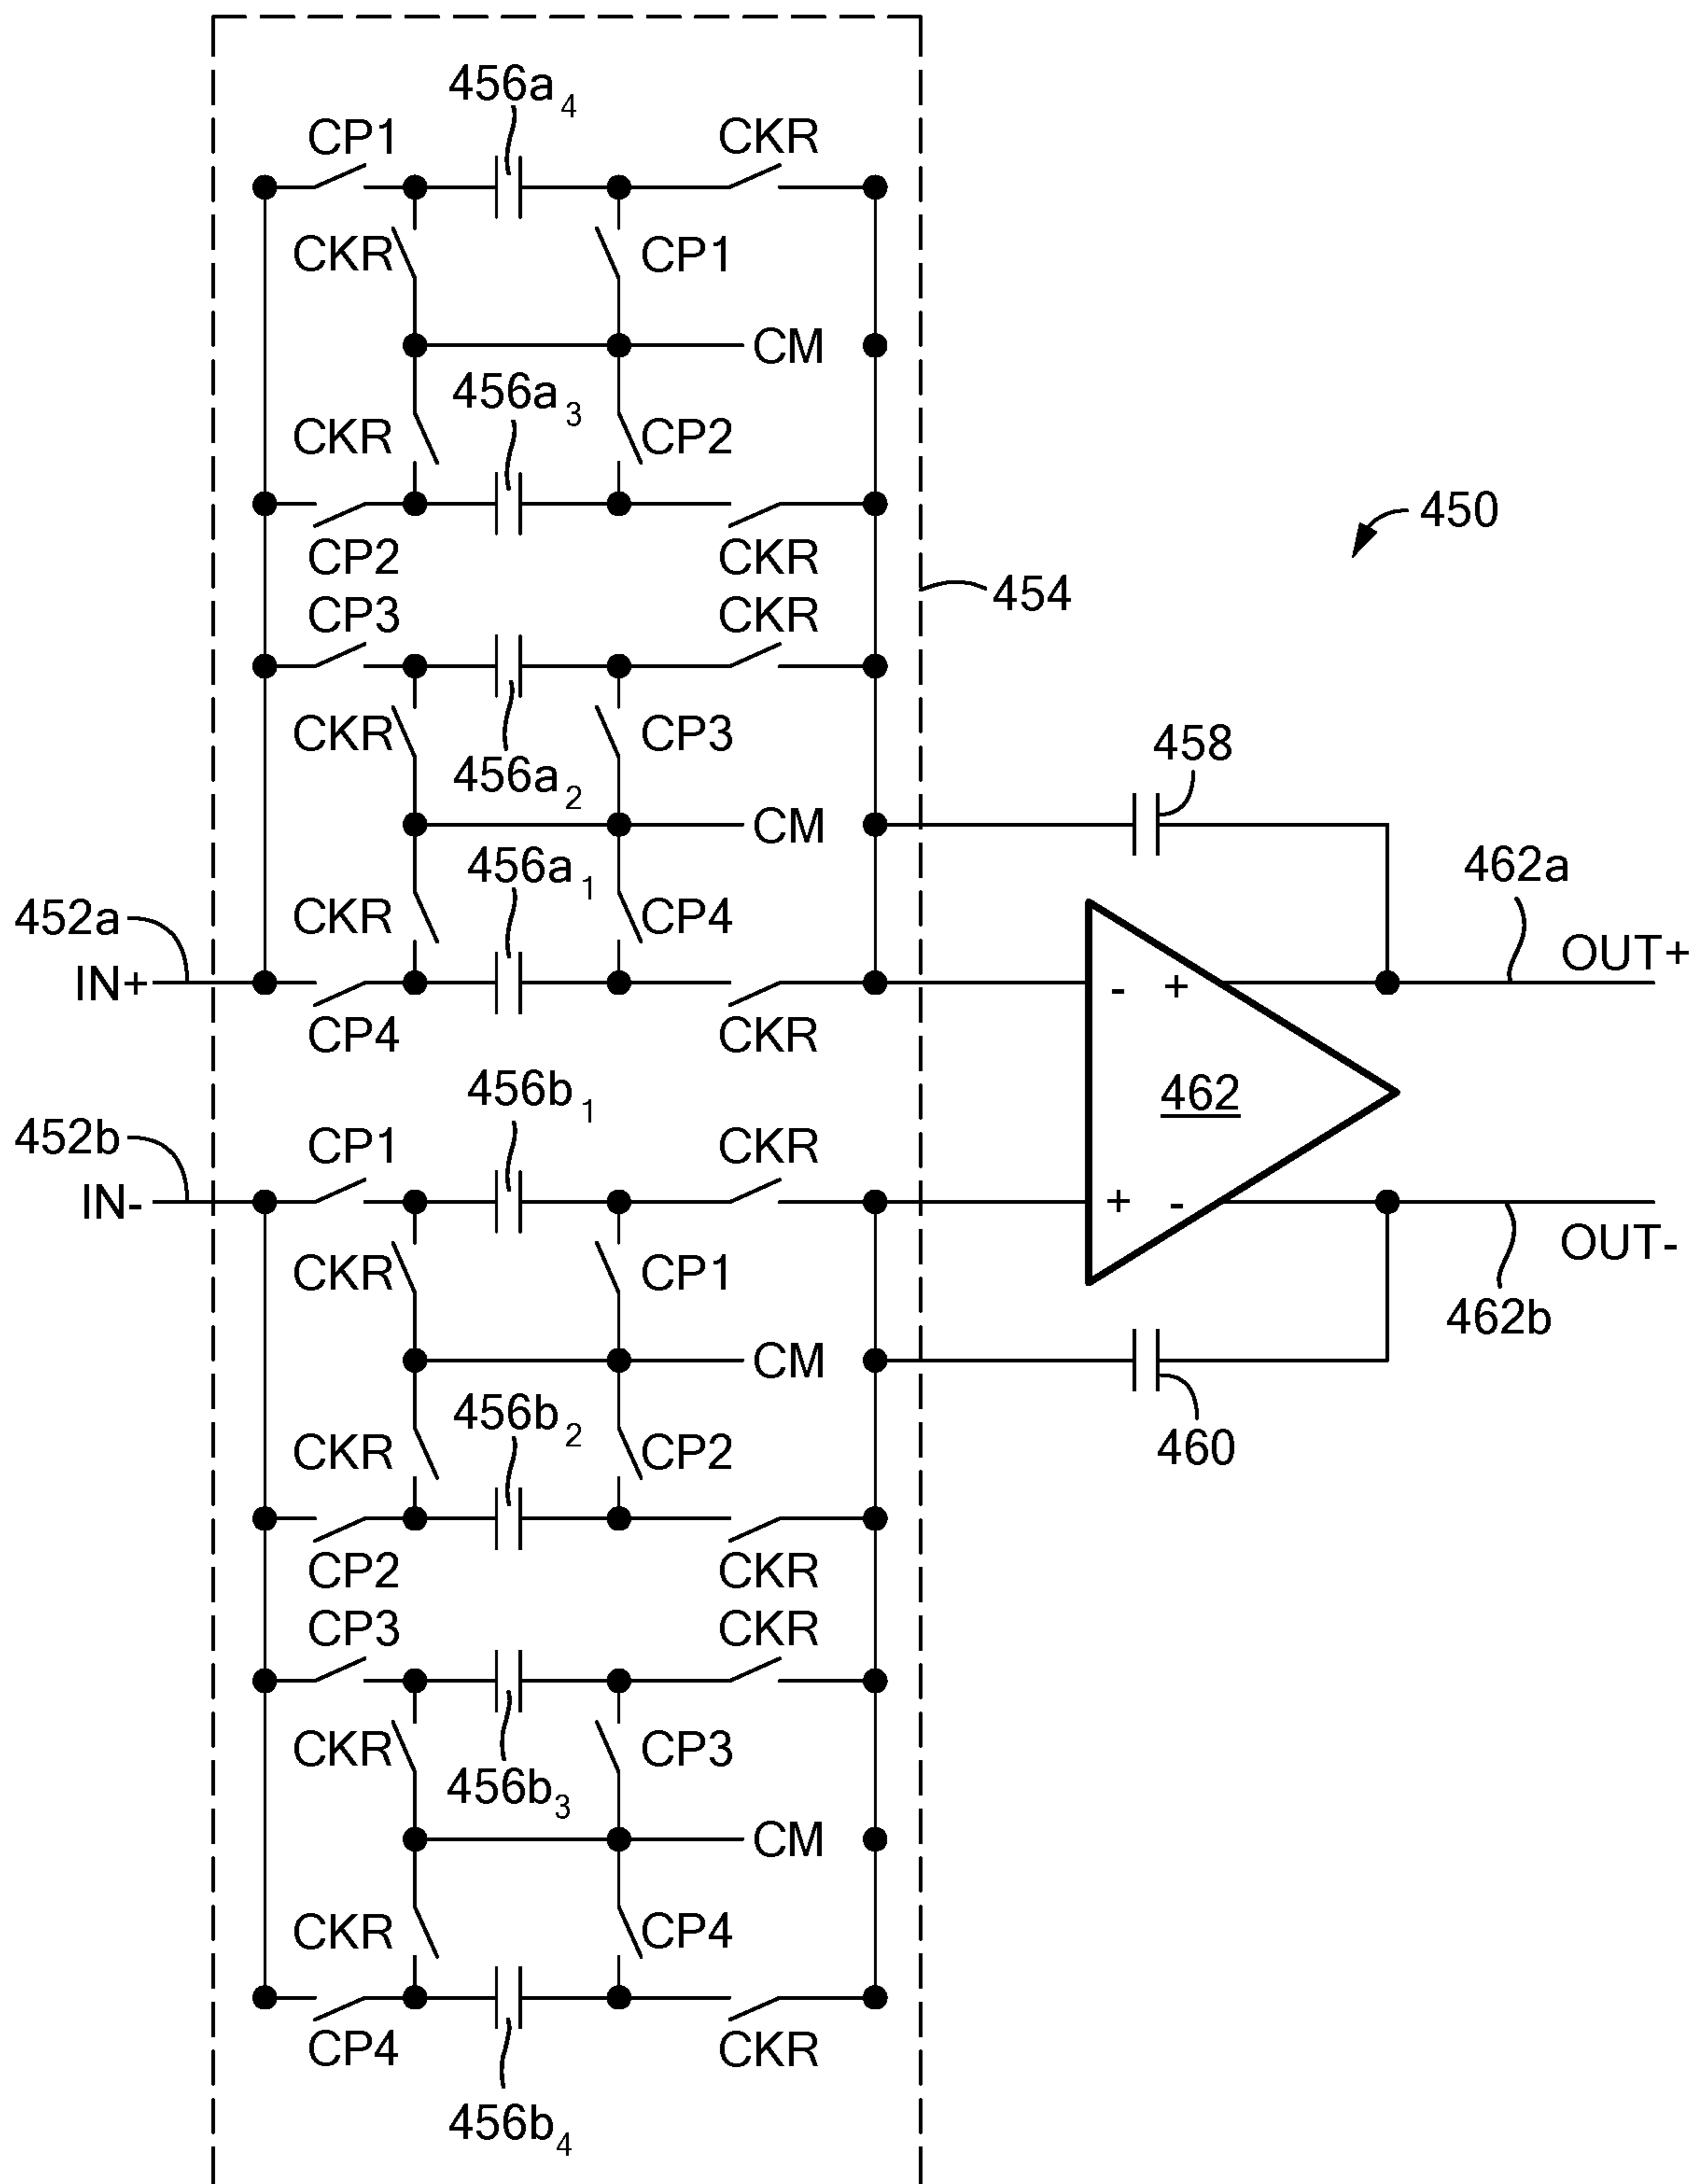 456a4
CP1
CKR
CKR
CP1
CM
456a3
CKR
CP2
450
CP2
CKR
454
CP3
CKR
CKR
CP3
458
456a2
CM
456a1
462a
452a
CKR
CP4
OUT+
IN+
- +
CP4
CKR
456b1
462
452b
CP1
CKR
IN-
+ -
OUT-
CKR
CP1
462b
CM
456b2
460
CKR
CP2
CP2
CKR
CP3
CKR
CKR
CP3
456b3
CM
CKR
CP4
CP4
CKR
456b4